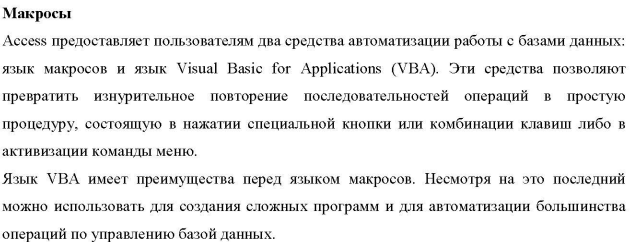 Макросы
Access предоставляет пользователям два средства автоматизации работы с базами данных:
язык макросов и язык Visual Basic for Applications (VBA). Эти средства позволяют
превратить изнурительное повторение последовательностей операций в простую
процедуру, состоящую в нажатии специальной кнопки или комбинации клавиш либо в
активизации команды меню.
Язык VBA имеет преимущества перед языком макросов. Несмотря на это последний
можно использовать для создания сложных программ и для автоматизации большинства
операций по управлению базой данных.